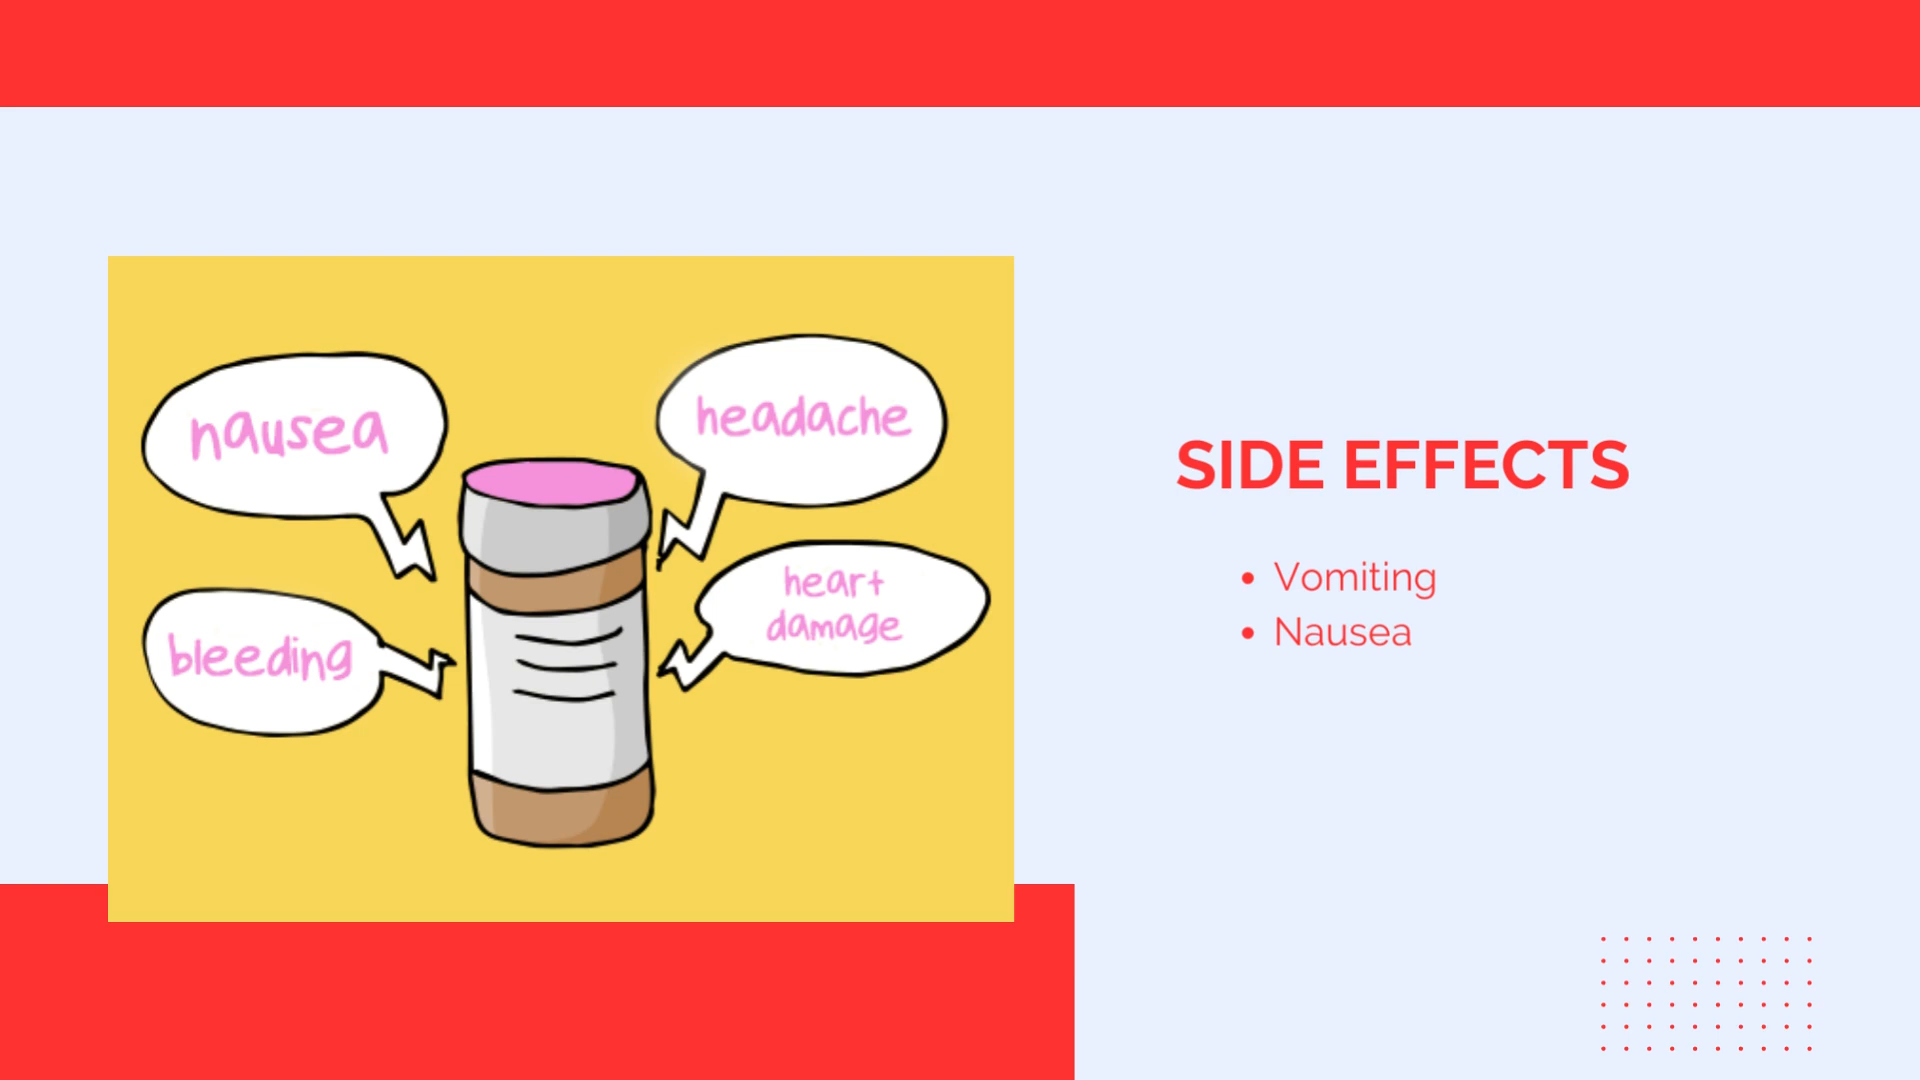 nausea
headache
bleeding
heart
damage
SIDE EFFECTS
• Vomiting
• Nausea